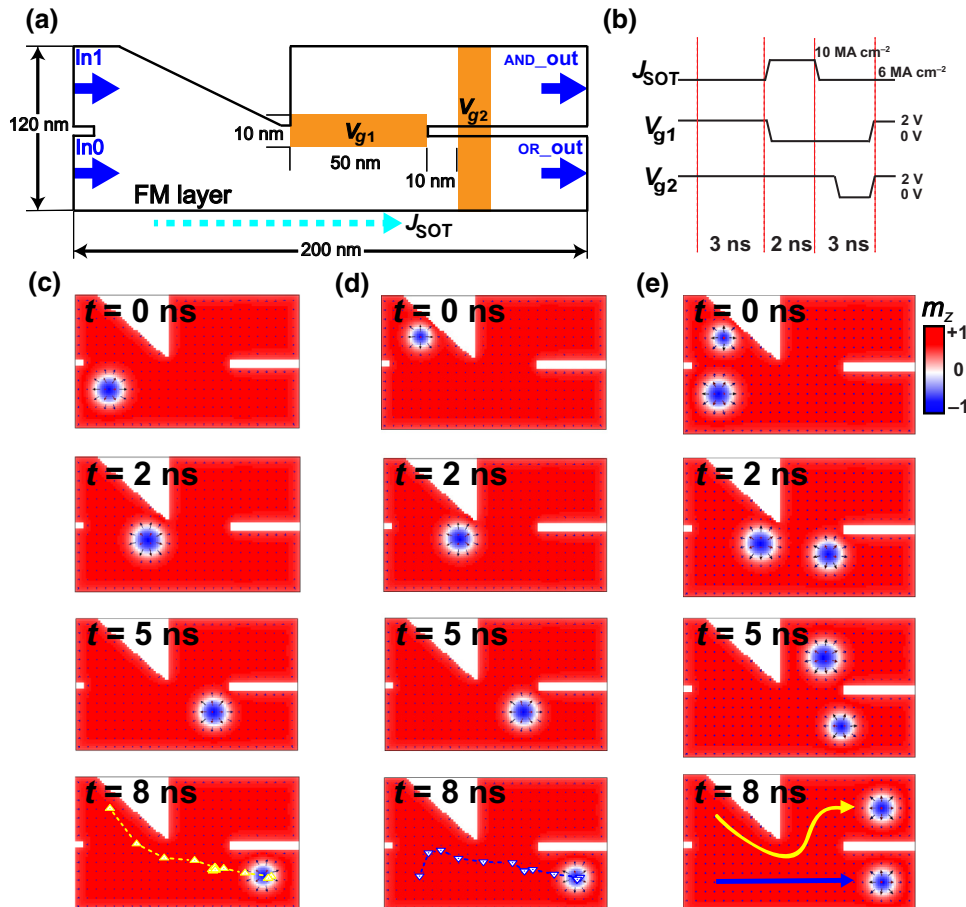 (a)
In1
AND_out
120 nm
10 nm
Vg1
Vg2
50 nm
In0
10 nm
OR_out
FM layer
JSOT
200 nm
(b)
10 MA cm⁻²
JSOT
6 MA cm⁻²
Vg1
2 V
0 V
Vg2
2 V
0 V
3 ns
2 ns
3 ns
(c)
t = 0 ns
t = 2 ns
t = 5 ns
t = 8 ns
(d)
t = 0 ns
t = 2 ns
t = 5 ns
t = 8 ns
(e)
t = 0 ns
t = 2 ns
t = 5 ns
t = 8 ns
mz
+1
0
–1